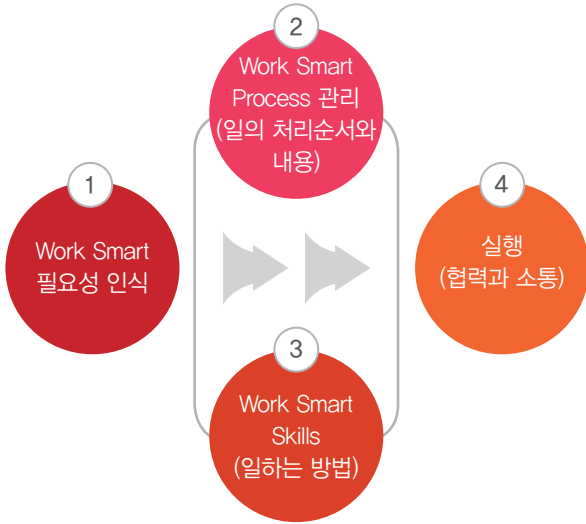 1
Work Smart
필요성 인식
2
Work Smart
Process 관리
(일의 처리순서와
내용)
3
Work Smart
Skills
(일하는 방법)
4
실행
(협력과 소통)